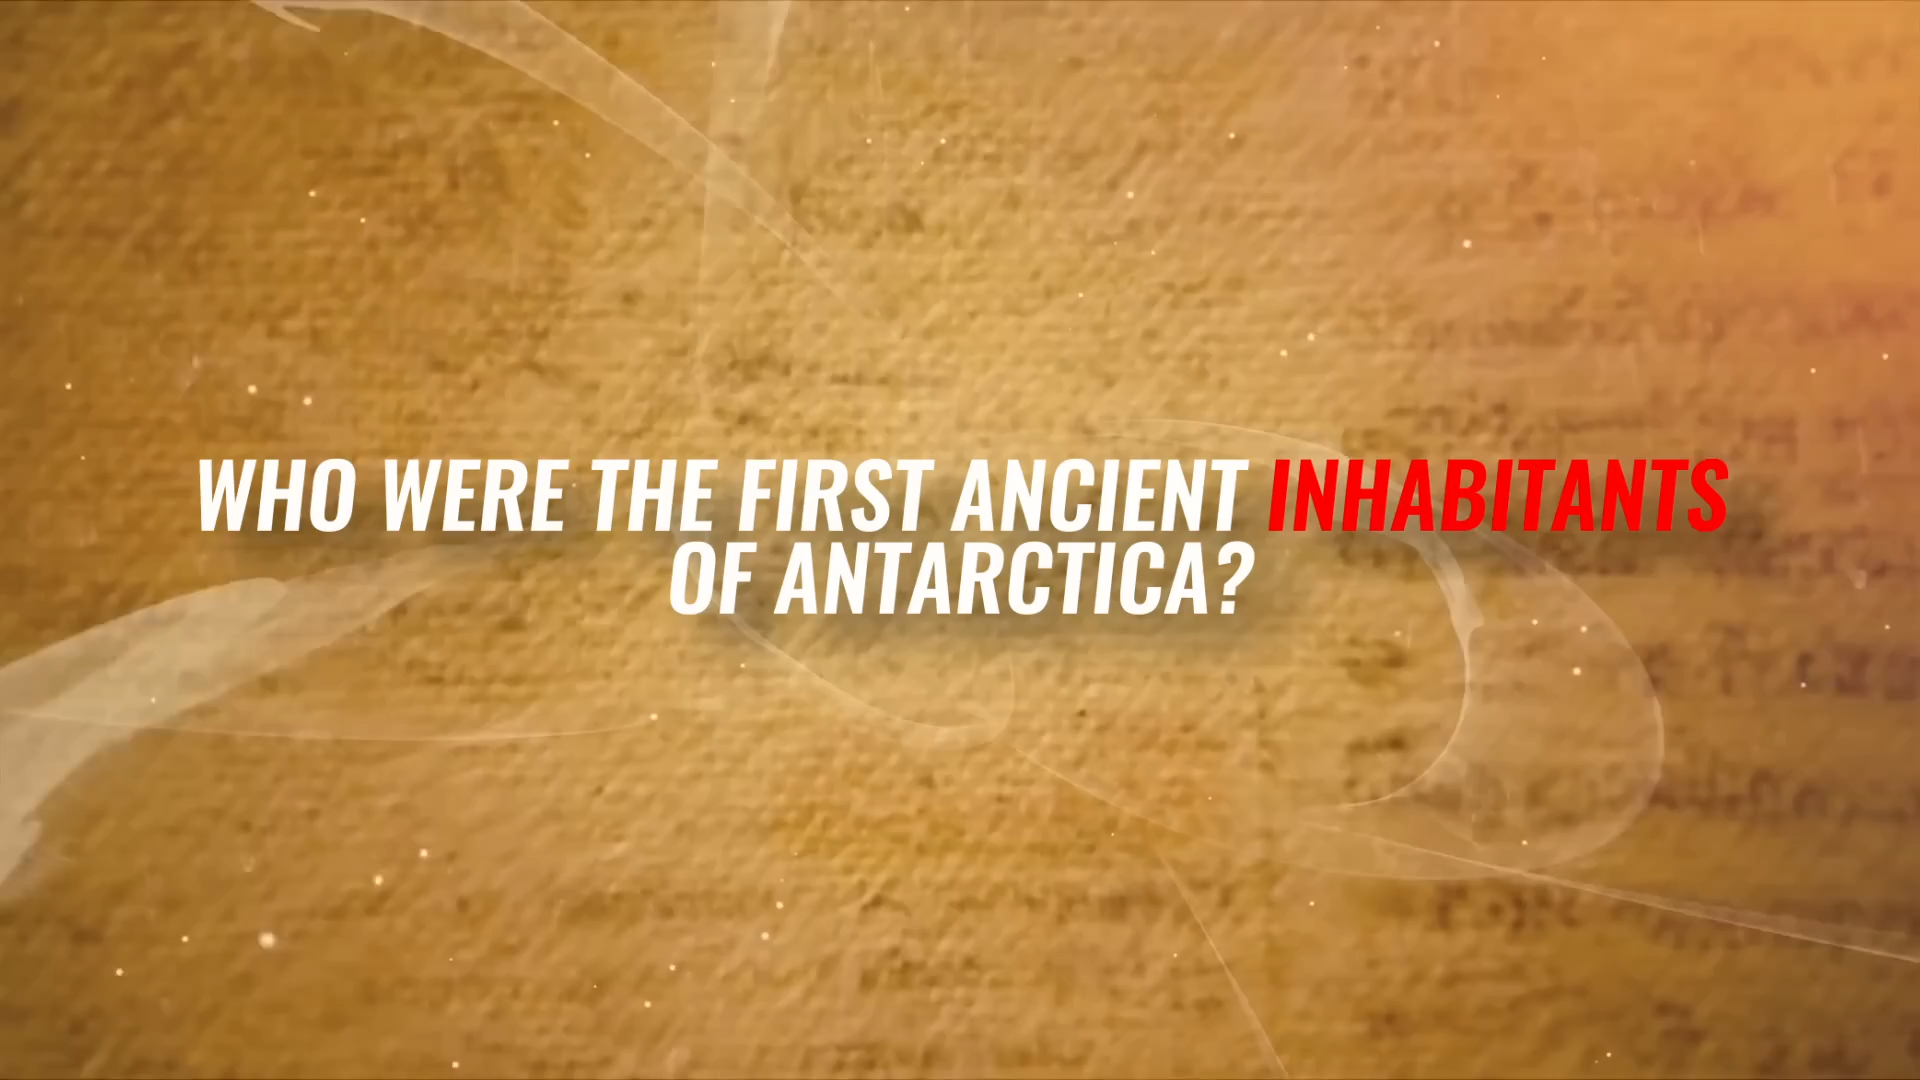 WHO WERE THE FIRST ANCIENT INHABITANTS
OF ANTARCTICA?